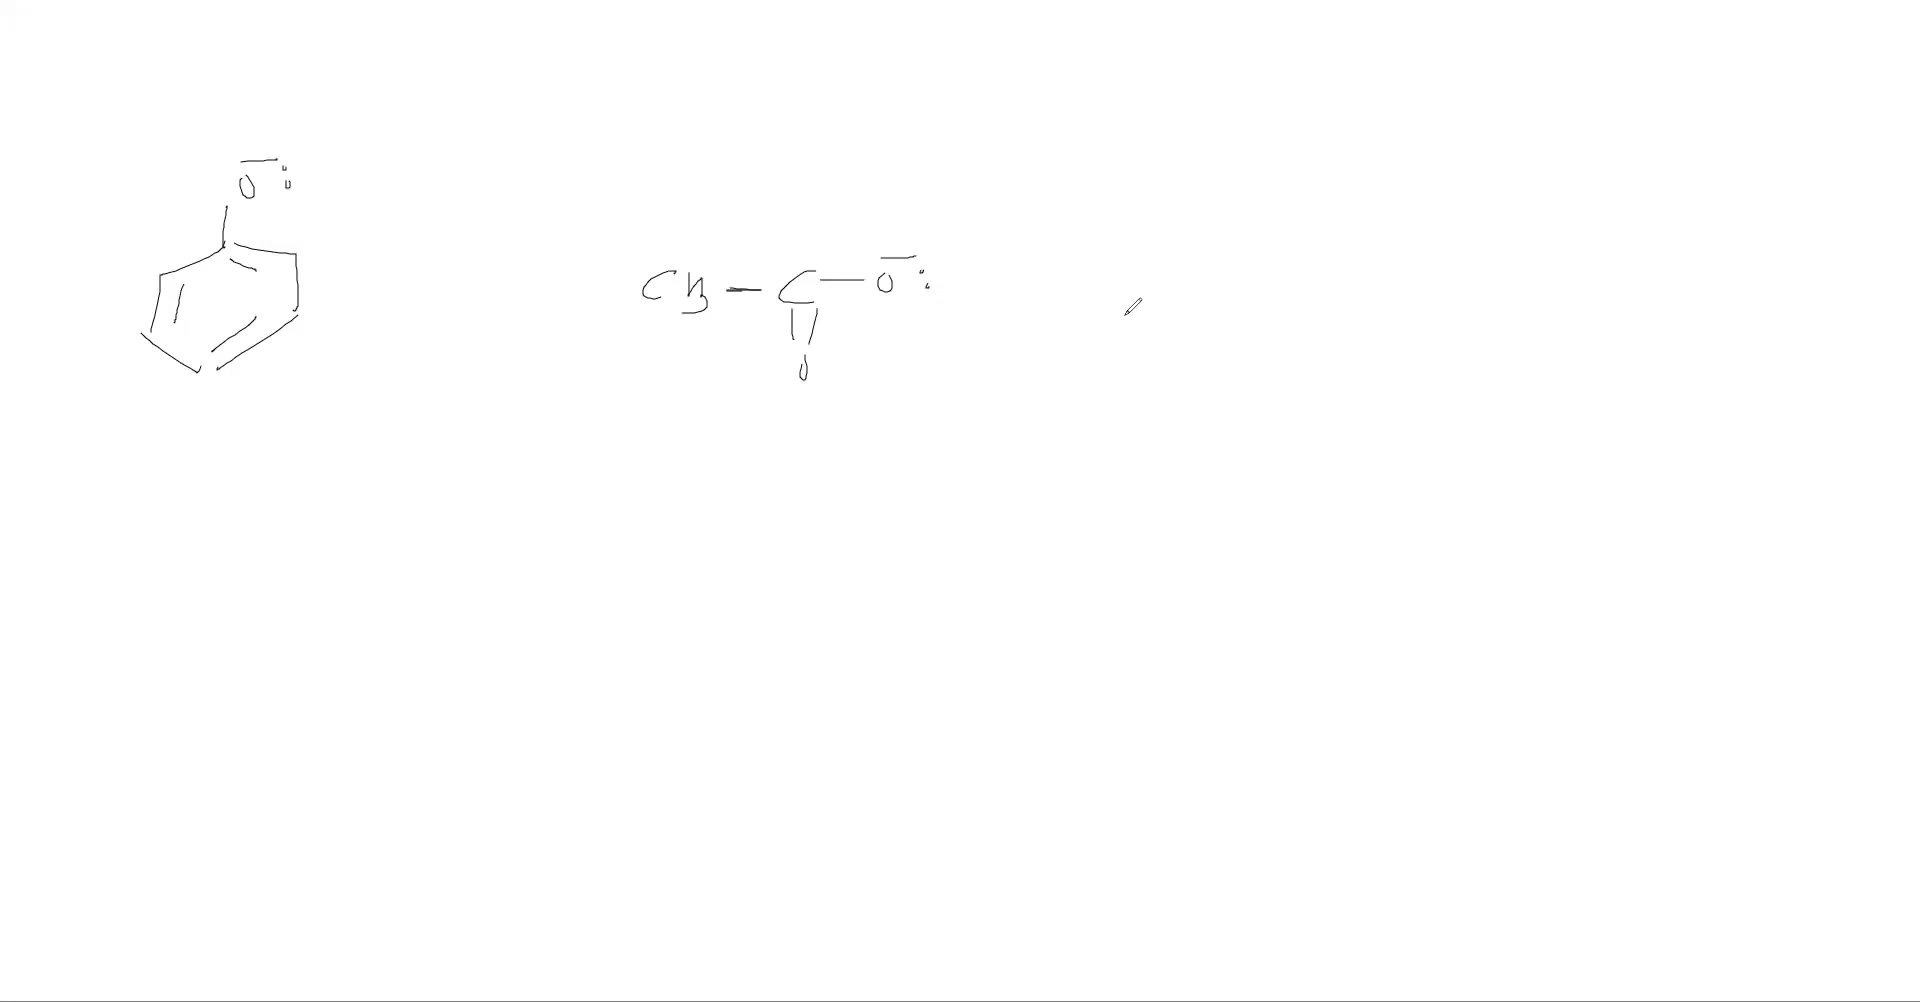 O⁻:
CH₃ — C — O⁻:
||
O